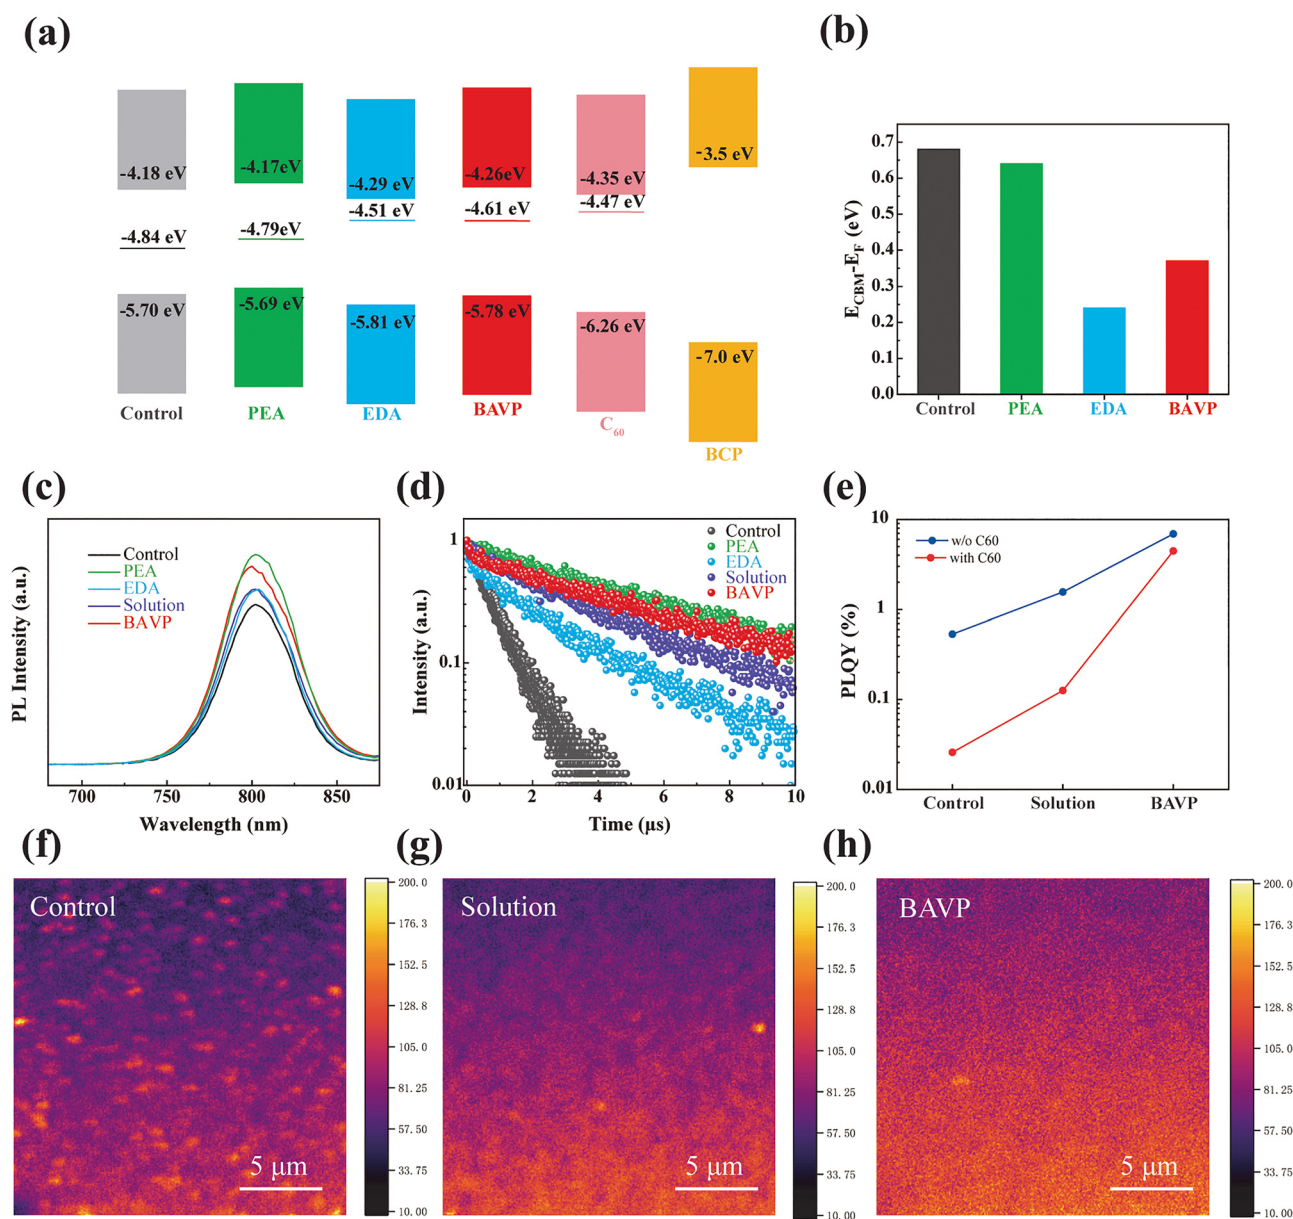 (a)
-4.18 eV
-4.17eV
-4.29 eV
-4.26eV
-4.35 eV
-3.5 eV
-4.84 eV
-4.79eV
-4.51 eV
-4.61 eV
-4.47 eV
-5.70 eV
-5.69 eV
-5.81 eV
-5.78 eV
-6.26 eV
-7.0 eV
Control
PEA
EDA
BAVP
C60
BCP
(b)
E_CBM-E_F (eV)
0.7
0.6
0.5
0.4
0.3
0.2
0.1
0.0
Control
PEA
EDA
BAVP
(c)
PL Intensity (a.u.)
Control
PEA
EDA
Solution
BAVP
700
750
800
850
Wavelength (nm)
(d)
Intensity (a.u.)
1
0.1
0.01
Control
PEA
EDA
Solution
BAVP
0
2
4
6
8
10
Time (μs)
(e)
PLQY (%)
10
1
0.1
0.01
w/o C60
with C60
Control
Solution
BAVP
(f)
Control
5 μm
200.0
176.3
152.5
128.8
105.0
81.25
57.50
33.75
10.00
(g)
Solution
5 μm
200.0
176.3
152.5
128.8
105.0
81.25
57.50
33.75
10.00
(h)
BAVP
5 μm
200.0
176.3
152.5
128.8
105.0
81.25
57.50
33.75
10.00